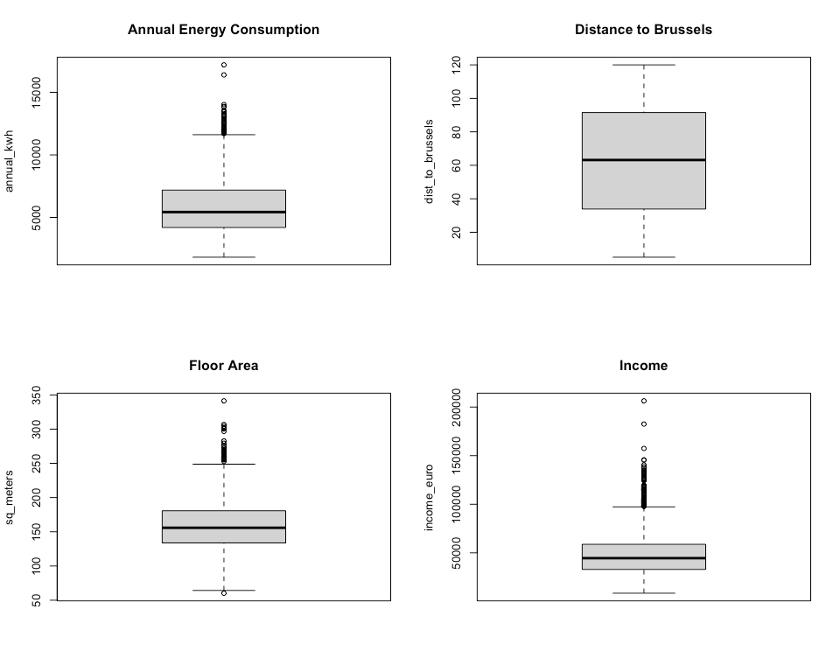 Annual Energy Consumption
annual_kwh
15000
10000
5000
Distance to Brussels
dist_to_brussels
120
100
80
60
40
20
Floor Area
sq_meters
350
300
250
200
150
100
50
Income
income_euro
200000
150000
100000
50000